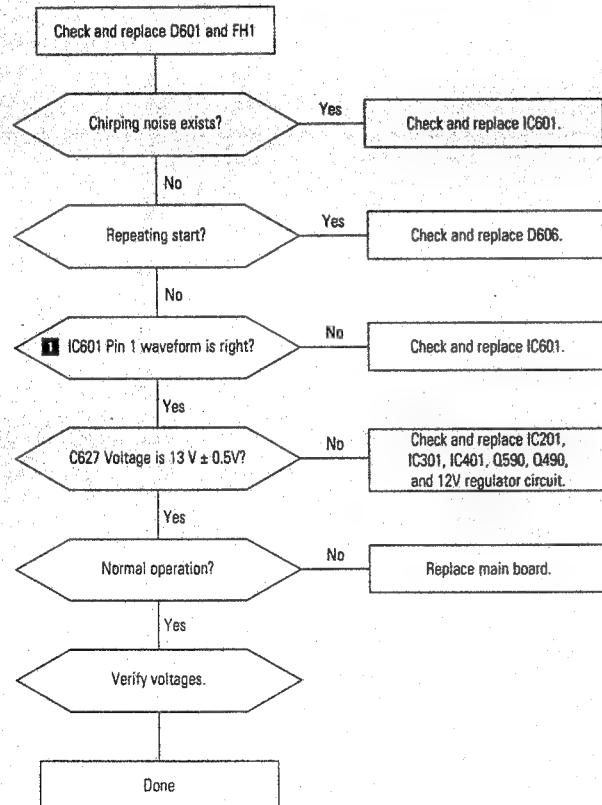 Check and replace D601 and FH1
Chirping noise exists?
Yes
Check and replace IC601.
No
Repeating start?
Yes
Check and replace D606.
No
1 IC601 Pin 1 waveform is right?
No
Check and replace IC601.
Yes
C627 Voltage is 13 V ± 0.5V?
No
Check and replace IC201,
IC301, IC401, Q590, Q490,
and 12V regulator circuit.
Yes
Normal operation?
No
Replace main board.
Yes
Verify voltages.
Done